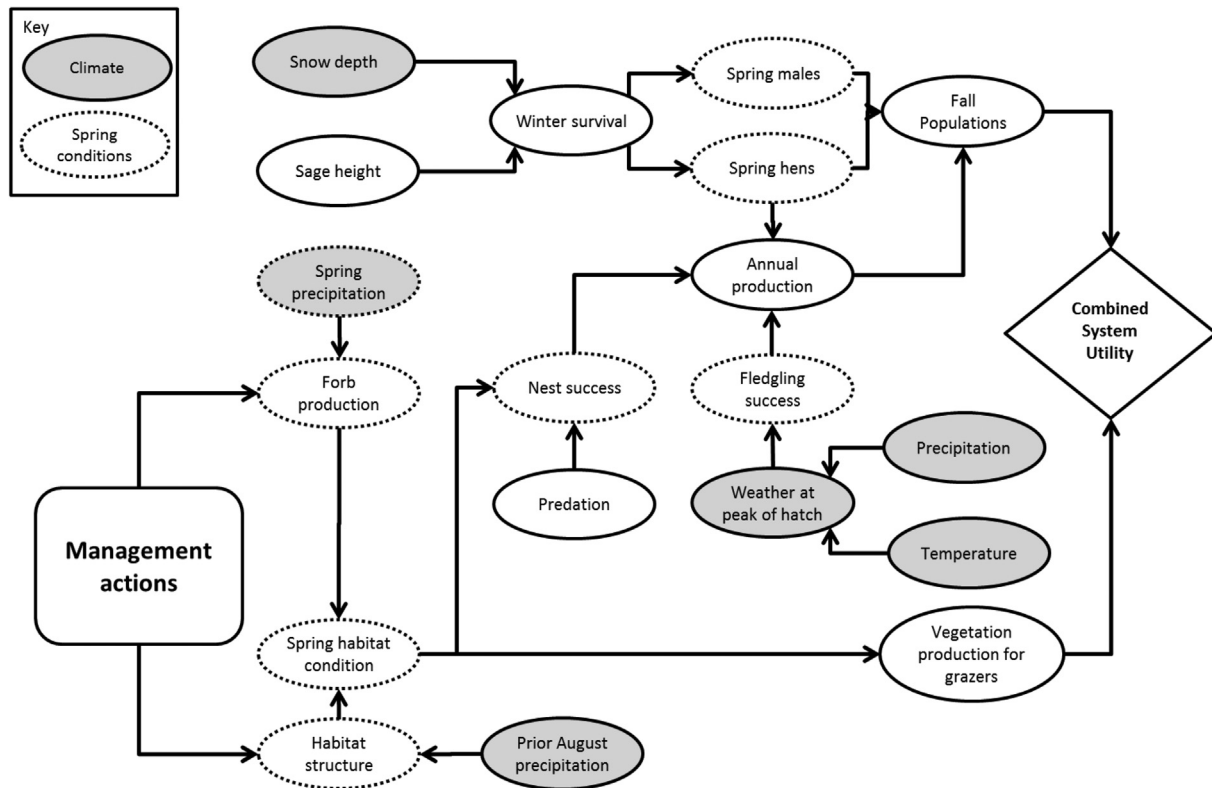 Key
Climate
Spring
conditions
Snow depth
Sage height
Winter survival
Spring males
Spring hens
Fall
Populations
Spring
precipitation
Annual
production
Combined
System
Utility
Forb
production
Nest success
Fledgling
success
Precipitation
Predation
Weather at
peak of hatch
Temperature
Management
actions
Spring habitat
condition
Vegetation
production for
grazers
Habitat
structure
Prior August
precipitation